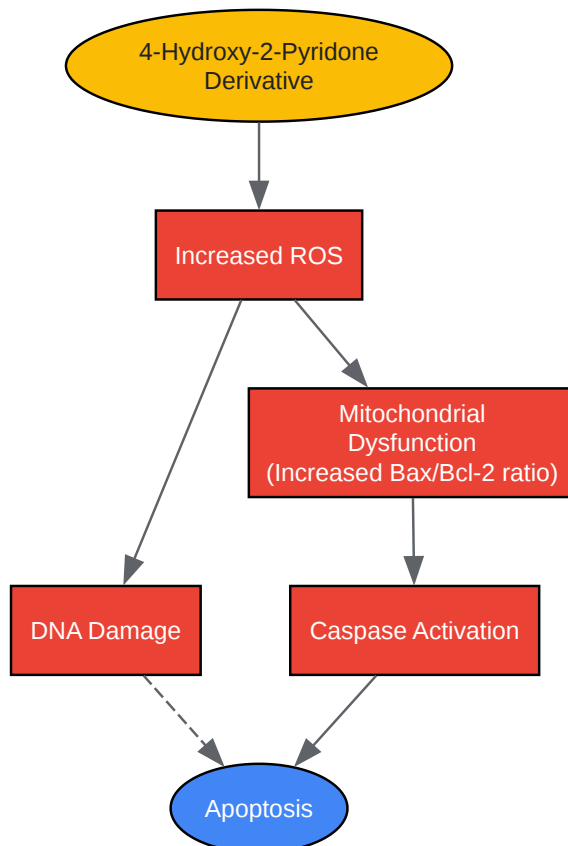 4-Hydroxy-2-Pyridone
Derivative
Increased ROS
Mitochondrial
Dysfunction
(Increased Bax/Bcl-2 ratio)
DNA Damage
Caspase Activation
Apoptosis